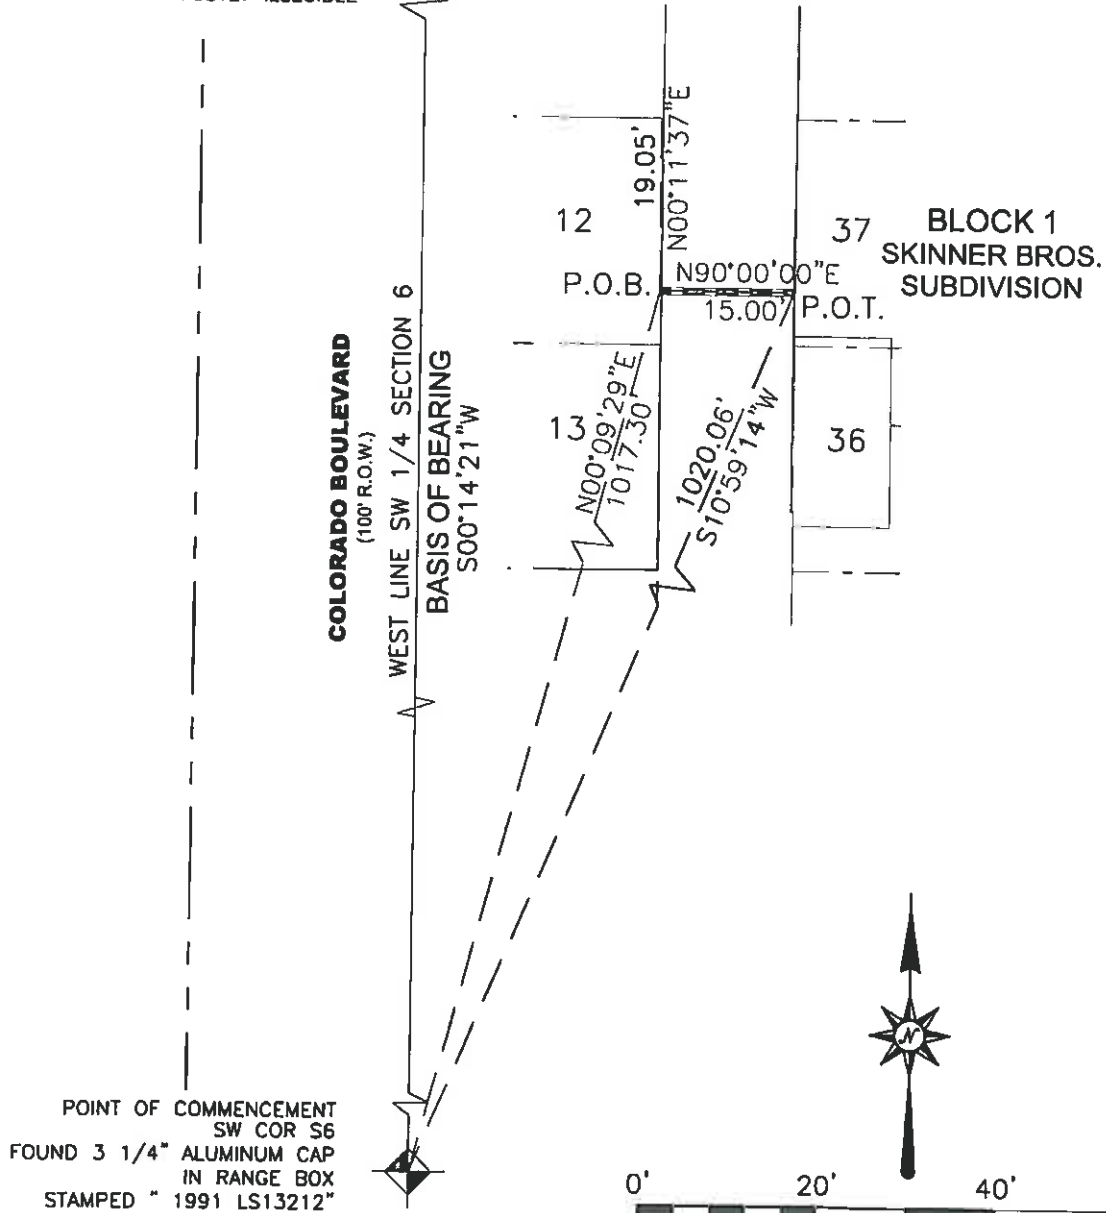 N00°11'37"E
19.05'
12
37
BLOCK 1
SKINNER BROS.
SUBDIVISION
N90°00'00"E
P.O.B.
15.00'
P.O.T.
COLORADO BOULEVARD
(100' R.O.W.)
WEST LINE SW 1/4 SECTION 6
BASIS OF BEARING
S00°14'21"W
13
N00°09'29"E
1017.30'
1020.06'
S10°59'14"W
36
N
POINT OF COMMENCEMENT
SW COR S6
FOUND 3 1/4" ALUMINUM CAP
IN RANGE BOX
STAMPED " 1991 LS13212"
0'
20'
40'